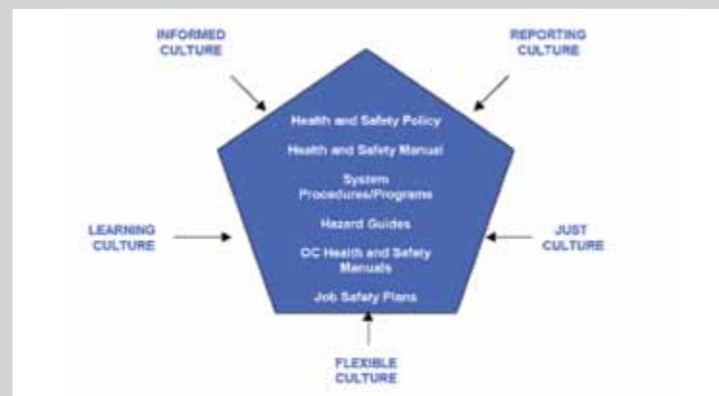 INFORMED
CULTURE
REPORTING
CULTURE
Health and Safety Policy
Health and Safety Manual
System
Procedures/Programs
Hazard Guides
OC Health and Safety
Manuals
Job Safety Plans
LEARNING
CULTURE
JUST
CULTURE
FLEXIBLE
CULTURE